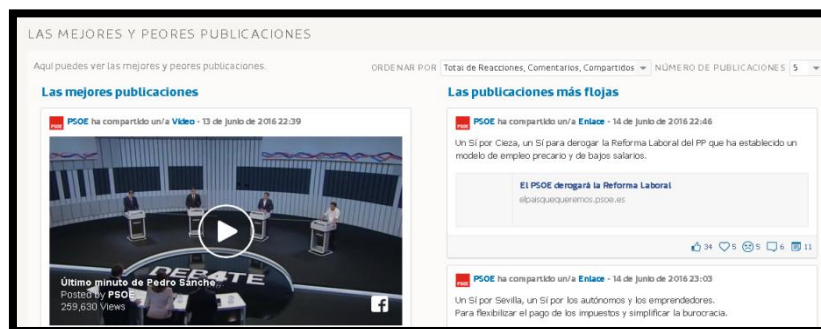 LAS MEJORES Y PEORES PUBLICACIONES
Aquí puedes ver las mejores y peores publicaciones.
ORDENAR POR Total de Reacciones, Comentarios, Compartidos NÚMERO DE PUBLICACIONES 5
Las mejores publicaciones
PSOE PSOE ha compartido un/a Vídeo - 13 de junio de 2016 22:39
DEB4TE
Último minuto de Pedro Sánche...
Posted by PSOE
259,630 Views
Las publicaciones más flojas
PSOE PSOE ha compartido un/a Enlace - 14 de junio de 2016 22:46
Un Sí por Cieza, un Sí para derogar la Reforma Laboral del PP que ha establecido un
modelo de empleo precario y de bajos salarios.
El PSOE derogará la Reforma Laboral
elpaisquequeremos.psoe.es
34 5 5 6 11
PSOE PSOE ha compartido un/a Enlace - 14 de junio de 2016 23:03
Un Sí por Sevilla, un Sí por los autónomos y los emprendedores.
Para flexibilizar el pago de los impuestos y simplificar la burocracia.